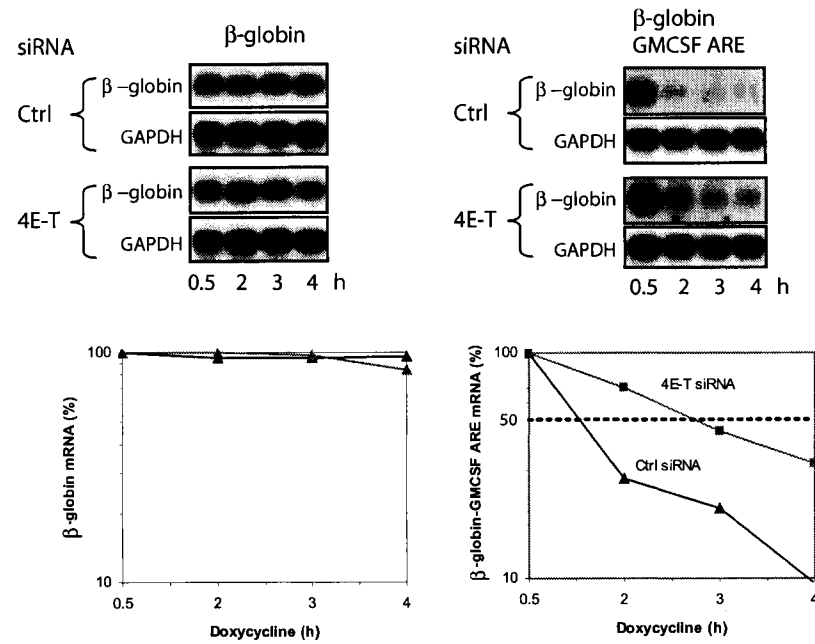 siRNA
β-globin
Ctrl
β –globin
GAPDH
4E-T
β–globin
GAPDH
0.5 2 3 4 h
siRNA
β-globin
GMCSF ARE
Ctrl
β –globin
GAPDH
4E-T
β –globin
GAPDH
0.5 2 3 4 h
β-globin mRNA (%)
100
10
0.5 2 3 4
Doxycycline (h)
β-globin-GMCSF ARE mRNA (%)
100
50
10
4E-T siRNA
Ctrl siRNA
0.5 2 3 4
Doxycycline (h)